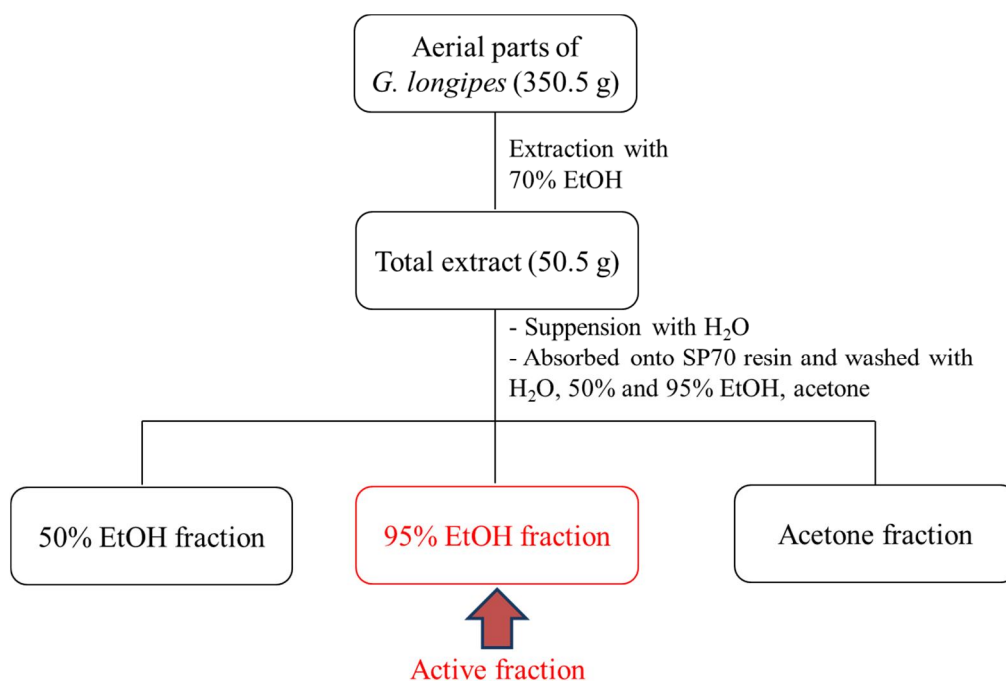 Aerial parts of
G. longipes (350.5 g)
Extraction with
70% EtOH
Total extract (50.5 g)
- Suppension with H₂O
- Absorbed onto SP70 resin and washed with
H₂O, 50% and 95% EtOH, acetone
50% EtOH fraction
95% EtOH fraction
Acetone fraction
Active fraction